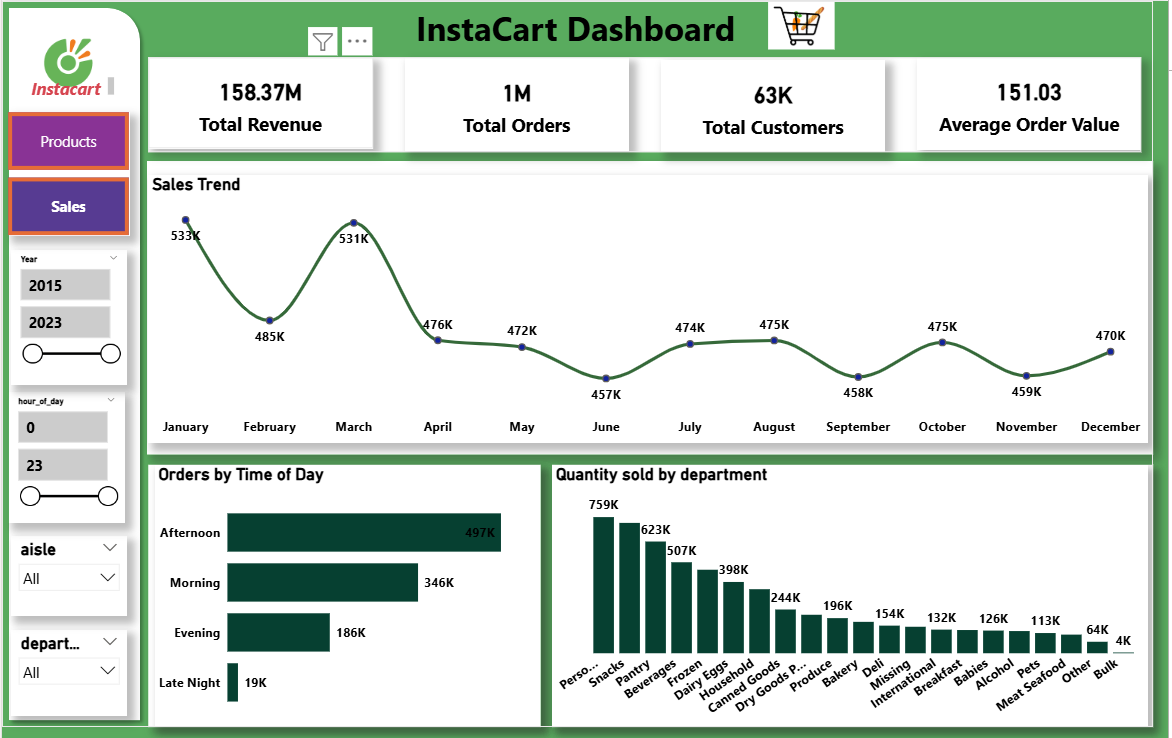 InstaCart Dashboard
Instacart
Products
Sales
Year
2015
2023
hour_of_day
0
23
aisle
All
depart...
All
158.37M
Total Revenue
1M
Total Orders
63K
Total Customers
151.03
Average Order Value
Sales Trend
533K
485K
531K
476K
472K
457K
474K
475K
458K
475K
459K
470K
January February March April May June July August September October November December
Orders by Time of Day
Afternoon 497K
Morning 346K
Evening 186K
Late Night 19K
Quantity sold by department
759K
623K
507K
398K
244K
196K
154K
132K
126K
113K
64K
4K
Perso...
Snacks
Pantry
Beverages
Frozen
Dairy Eggs
Household
Canned Goods
Dry Goods P...
Produce
Bakery
Deli
Missing
International
Breakfast
Babies
Alcohol
Pets
Meat Seafood
Other
Bulk